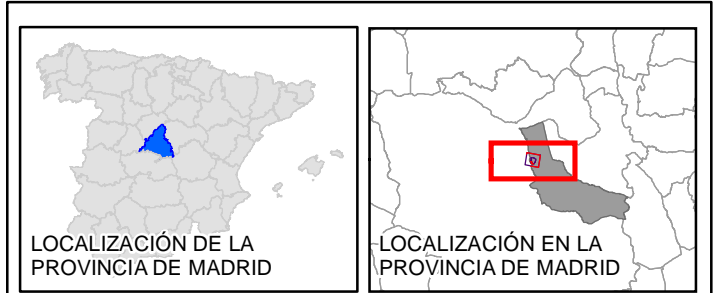 LOCALIZACIÓN DE LA
PROVINCIA DE MADRID
LOCALIZACIÓN EN LA
PROVINCIA DE MADRID